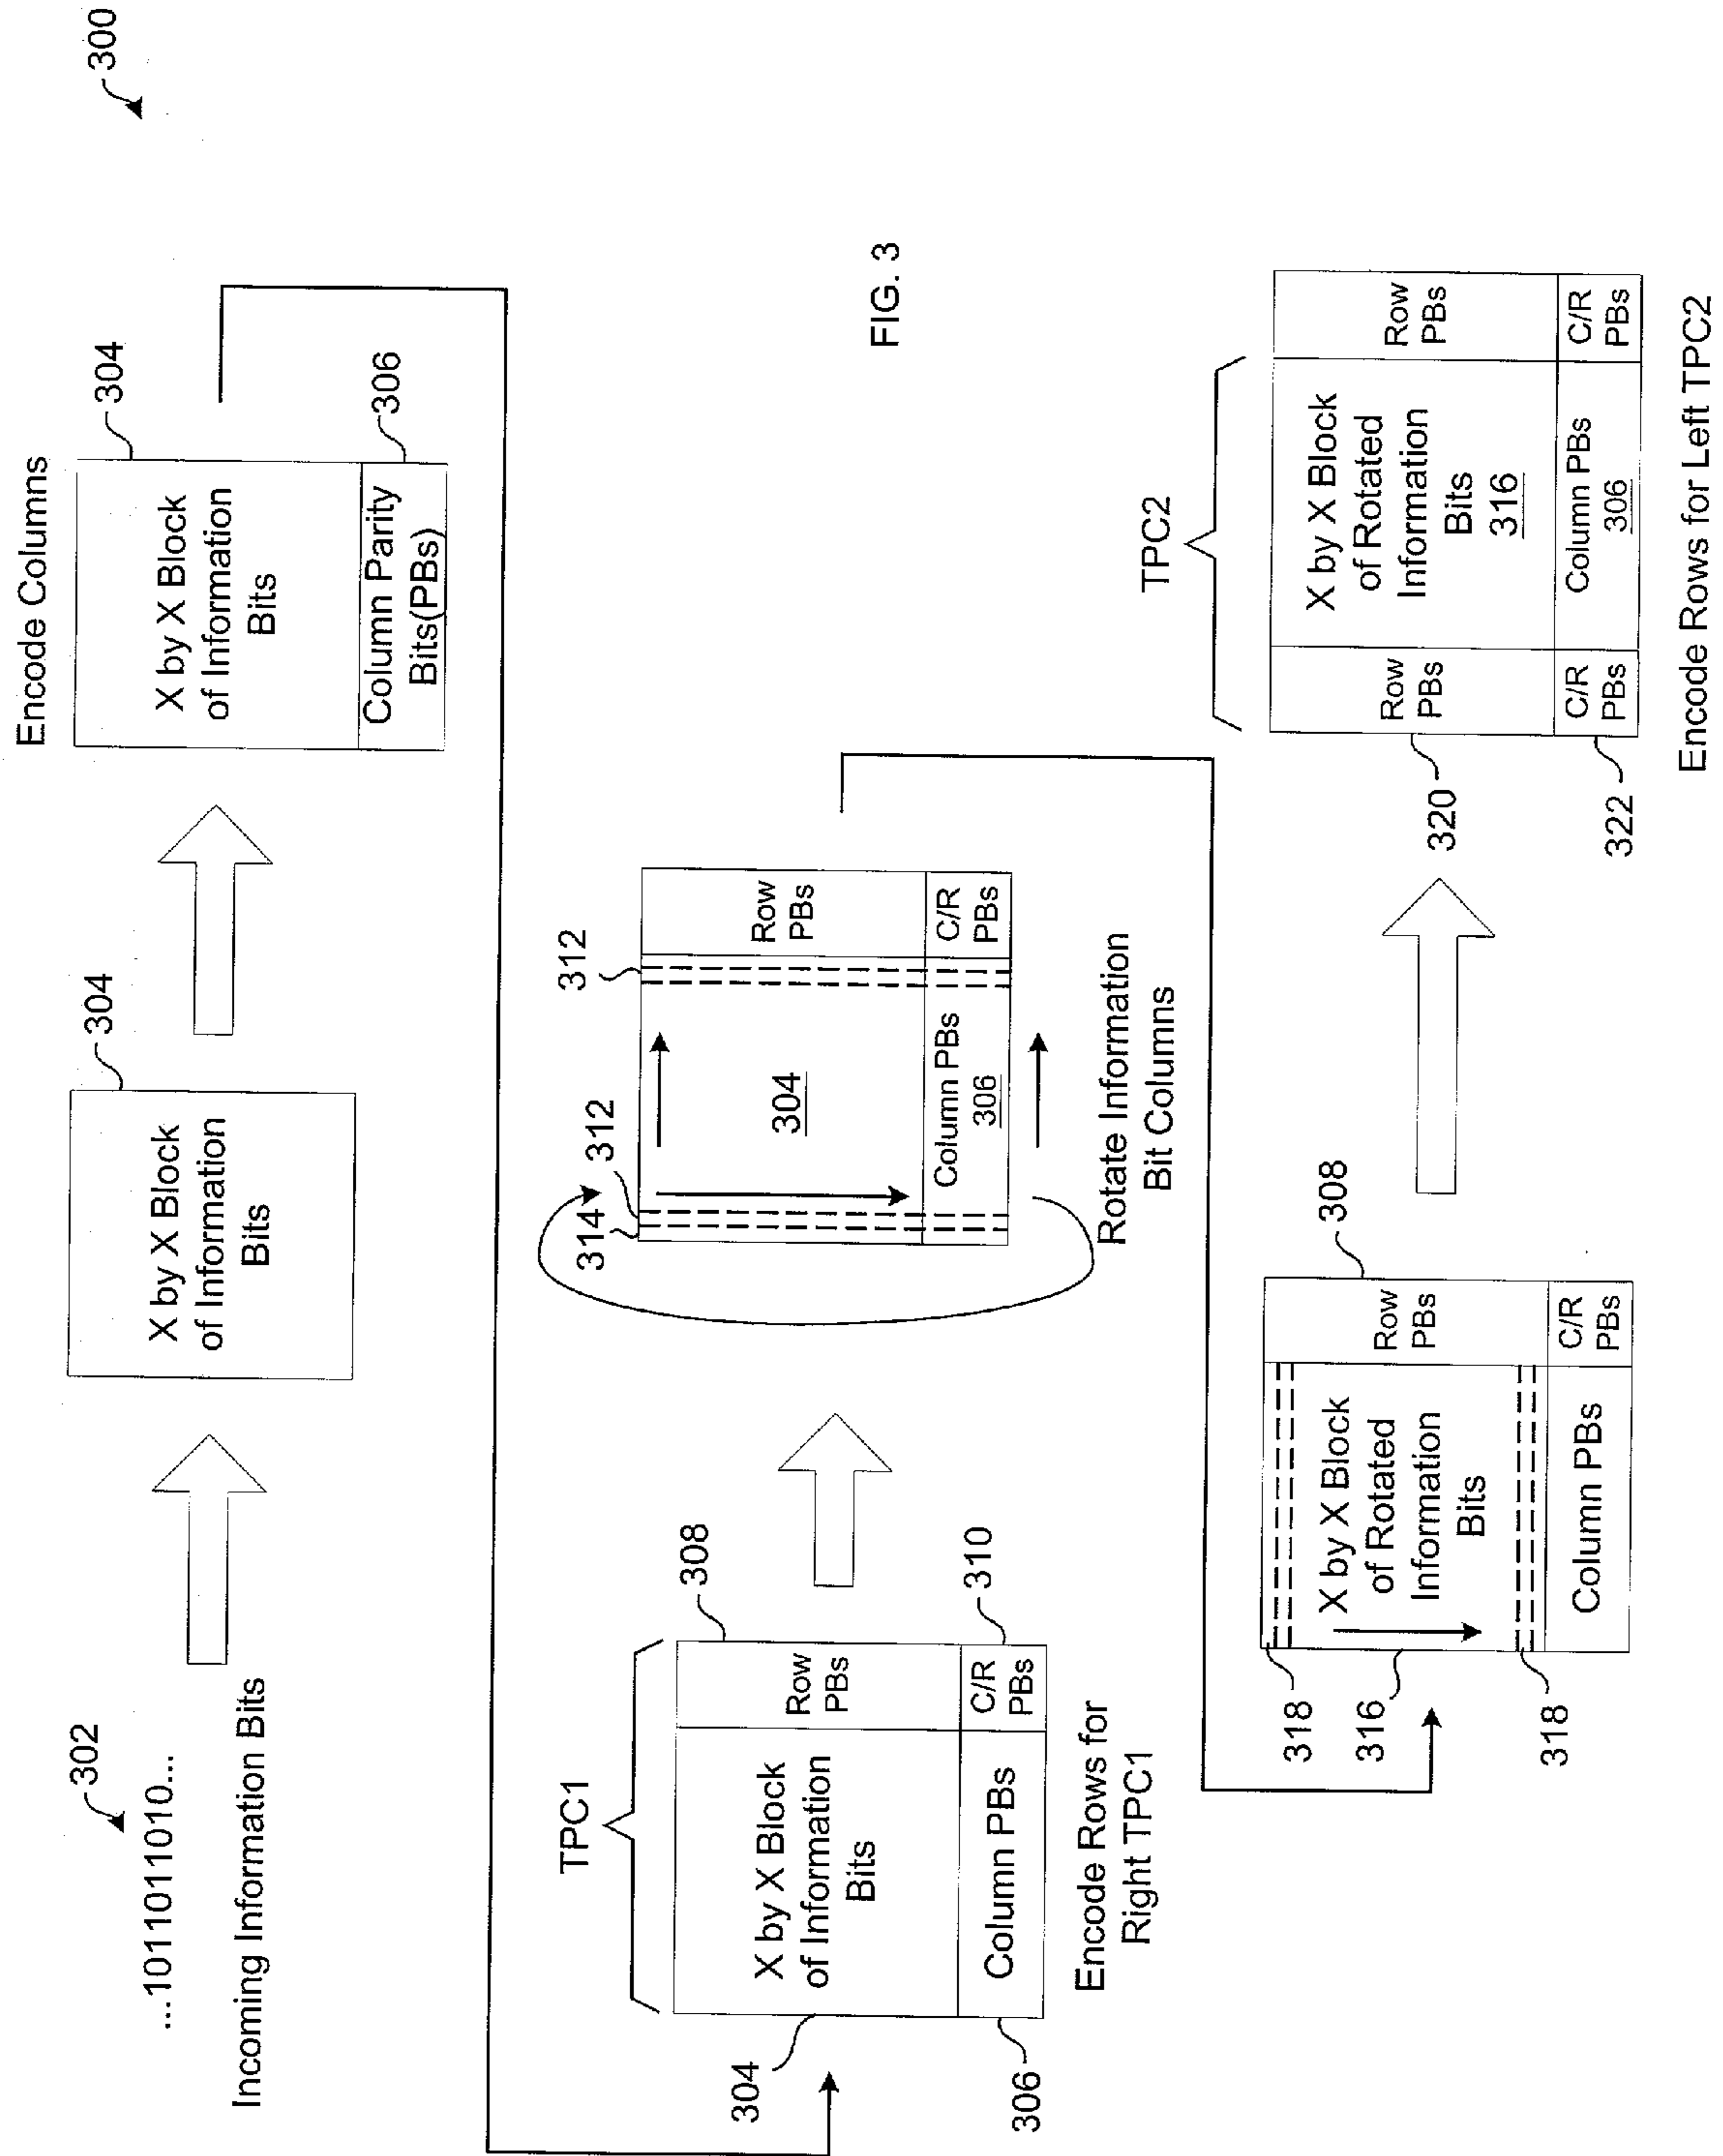 300
302
...1011011010...
Incoming Information Bits
304
X by X Block
of Information
Bits
Encode Columns
304
X by X Block
of Information
Bits
Column Parity
Bits(PBs)
306
TPC1
304
X by X Block
of Information
Bits
Row
PBs
308
306
Column PBs
C/R
PBs
310
Encode Rows for
Right TPC1
314
312
312
304
Row
PBs
Column PBs
306
C/R
PBs
Rotate Information
Bit Columns
FIG. 3
318
316
318
X by X Block
of Rotated
Information
Bits
Row
PBs
308
Column PBs
C/R
PBs
TPC2
320
Row
PBs
X by X Block
of Rotated
Information
Bits
316
Row
PBs
322
C/R
PBs
Column PBs
306
C/R
PBs
Encode Rows for Left TPC2